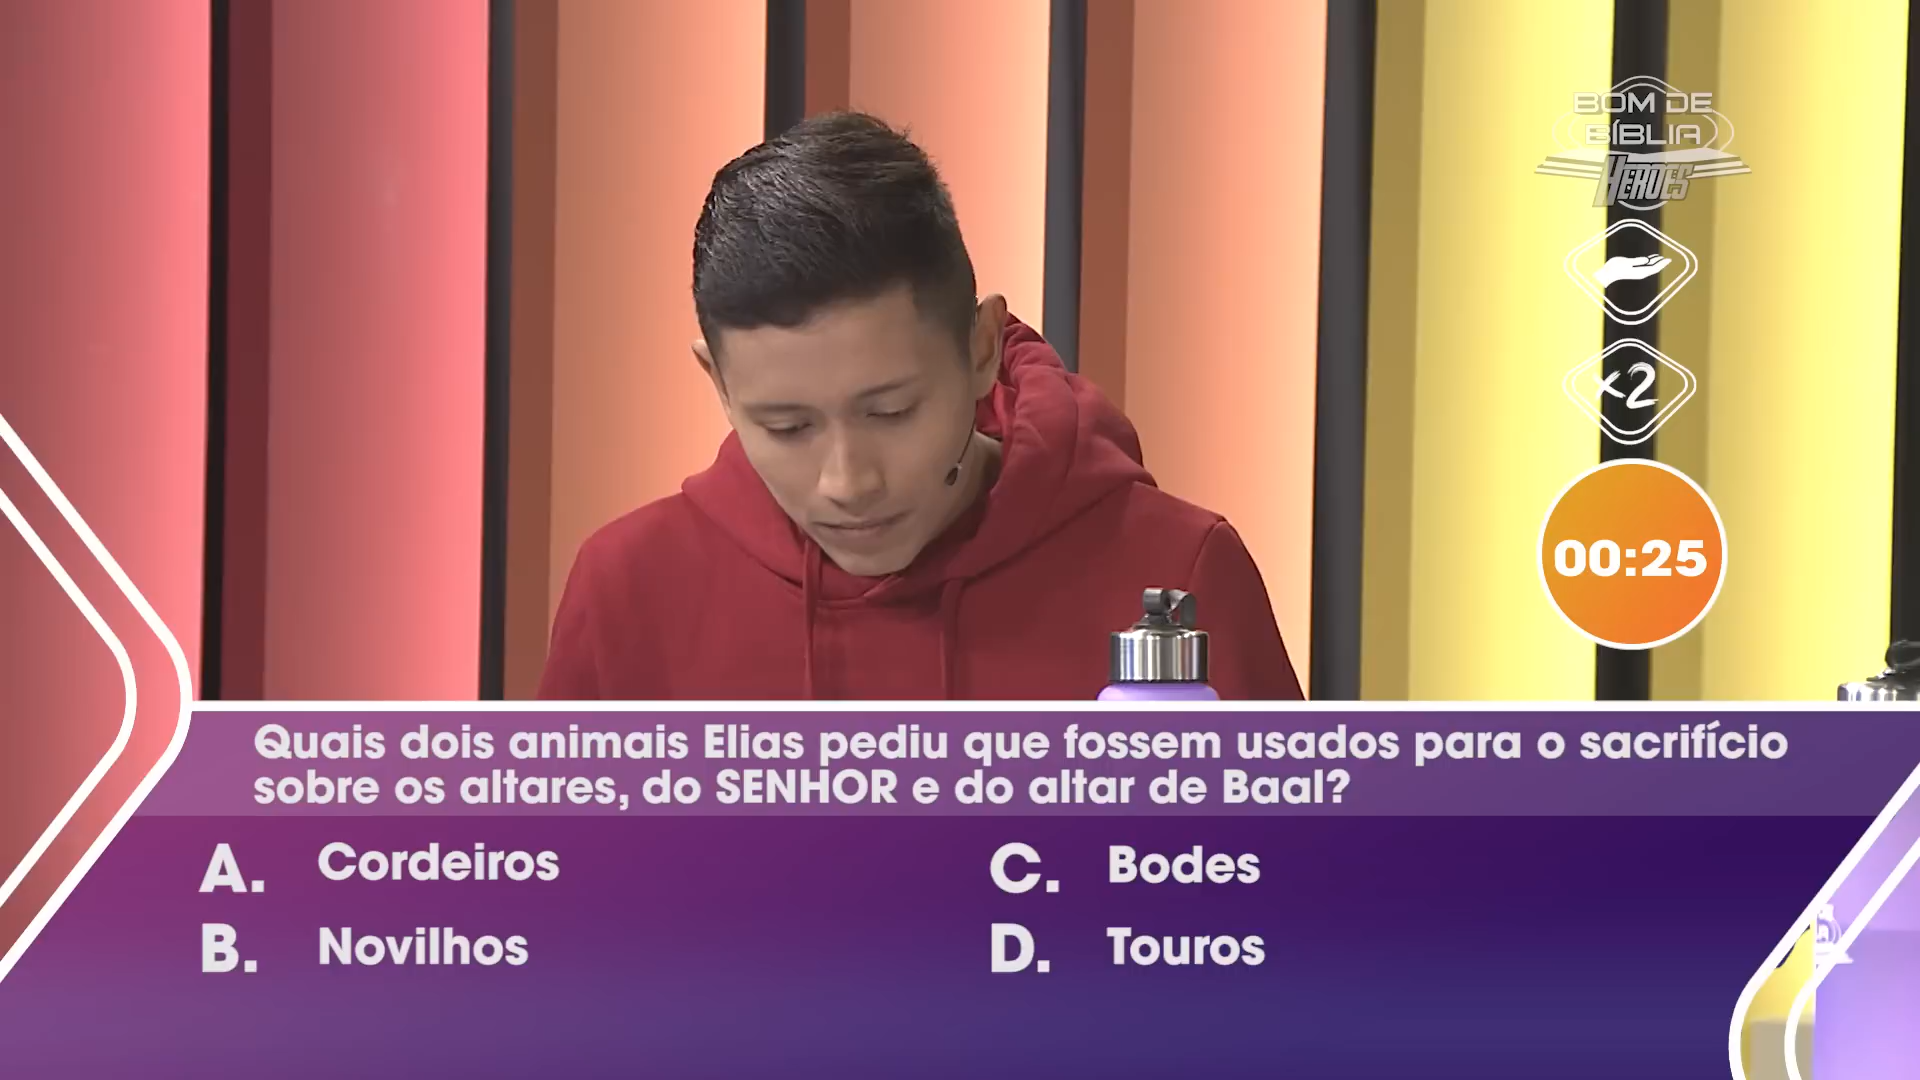 BOM DE
BÍBLIA
HEROES
x2
00:25
Quais dois animais Elias pediu que fossem usados para o sacrifício
sobre os altares, do SENHOR e do altar de Baal?
A. Cordeiros
B. Novilhos
C. Bodes
D. Touros